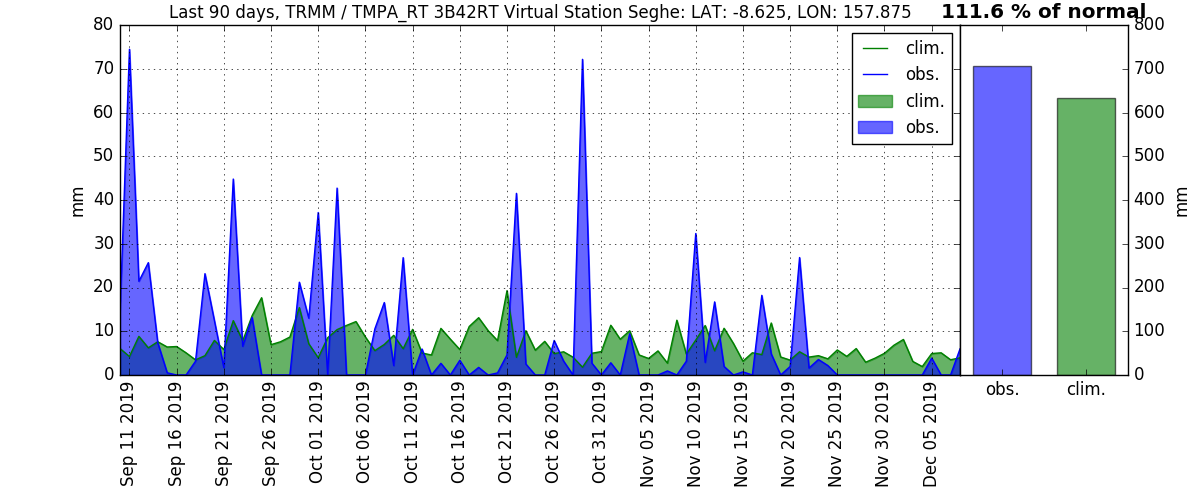 Last 90 days, TRMM / TMPA_RT 3B42RT Virtual Station Seghe: LAT: -8.625, LON: 157.875
111.6 % of normal
80
70
60
50
40
30
20
10
0
mm
clim.
obs.
clim.
obs.
Sep 11 2019
Sep 16 2019
Sep 21 2019
Sep 26 2019
Oct 01 2019
Oct 06 2019
Oct 11 2019
Oct 16 2019
Oct 21 2019
Oct 26 2019
Oct 31 2019
Nov 05 2019
Nov 10 2019
Nov 15 2019
Nov 20 2019
Nov 25 2019
Nov 30 2019
Dec 05 2019
800
700
600
500
400
300
200
100
0
mm
obs.
clim.